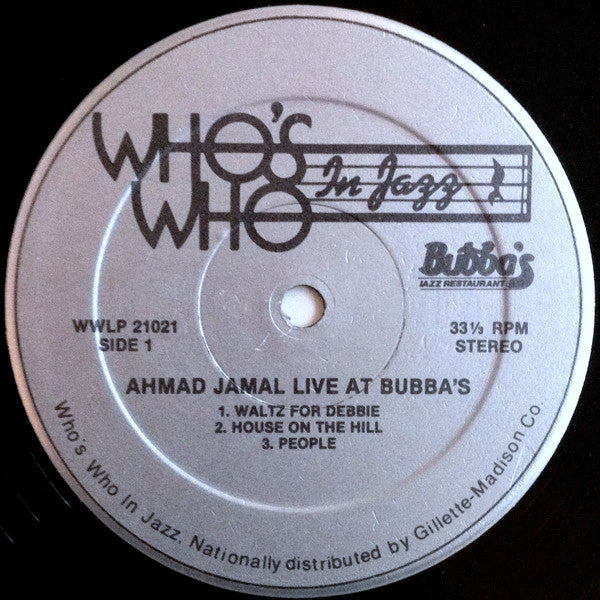 WHO'S
WHO
In Jazz
Bubba's
JAZZ RESTAURANT
WWLP 21021
SIDE 1
33⅓ RPM
STEREO
AHMAD JAMAL LIVE AT BUBBA'S
1. WALTZ FOR DEBBIE
2. HOUSE ON THE HILL
3. PEOPLE
Who's Who In Jazz. Nationally distributed by Gillette-Madison Co.